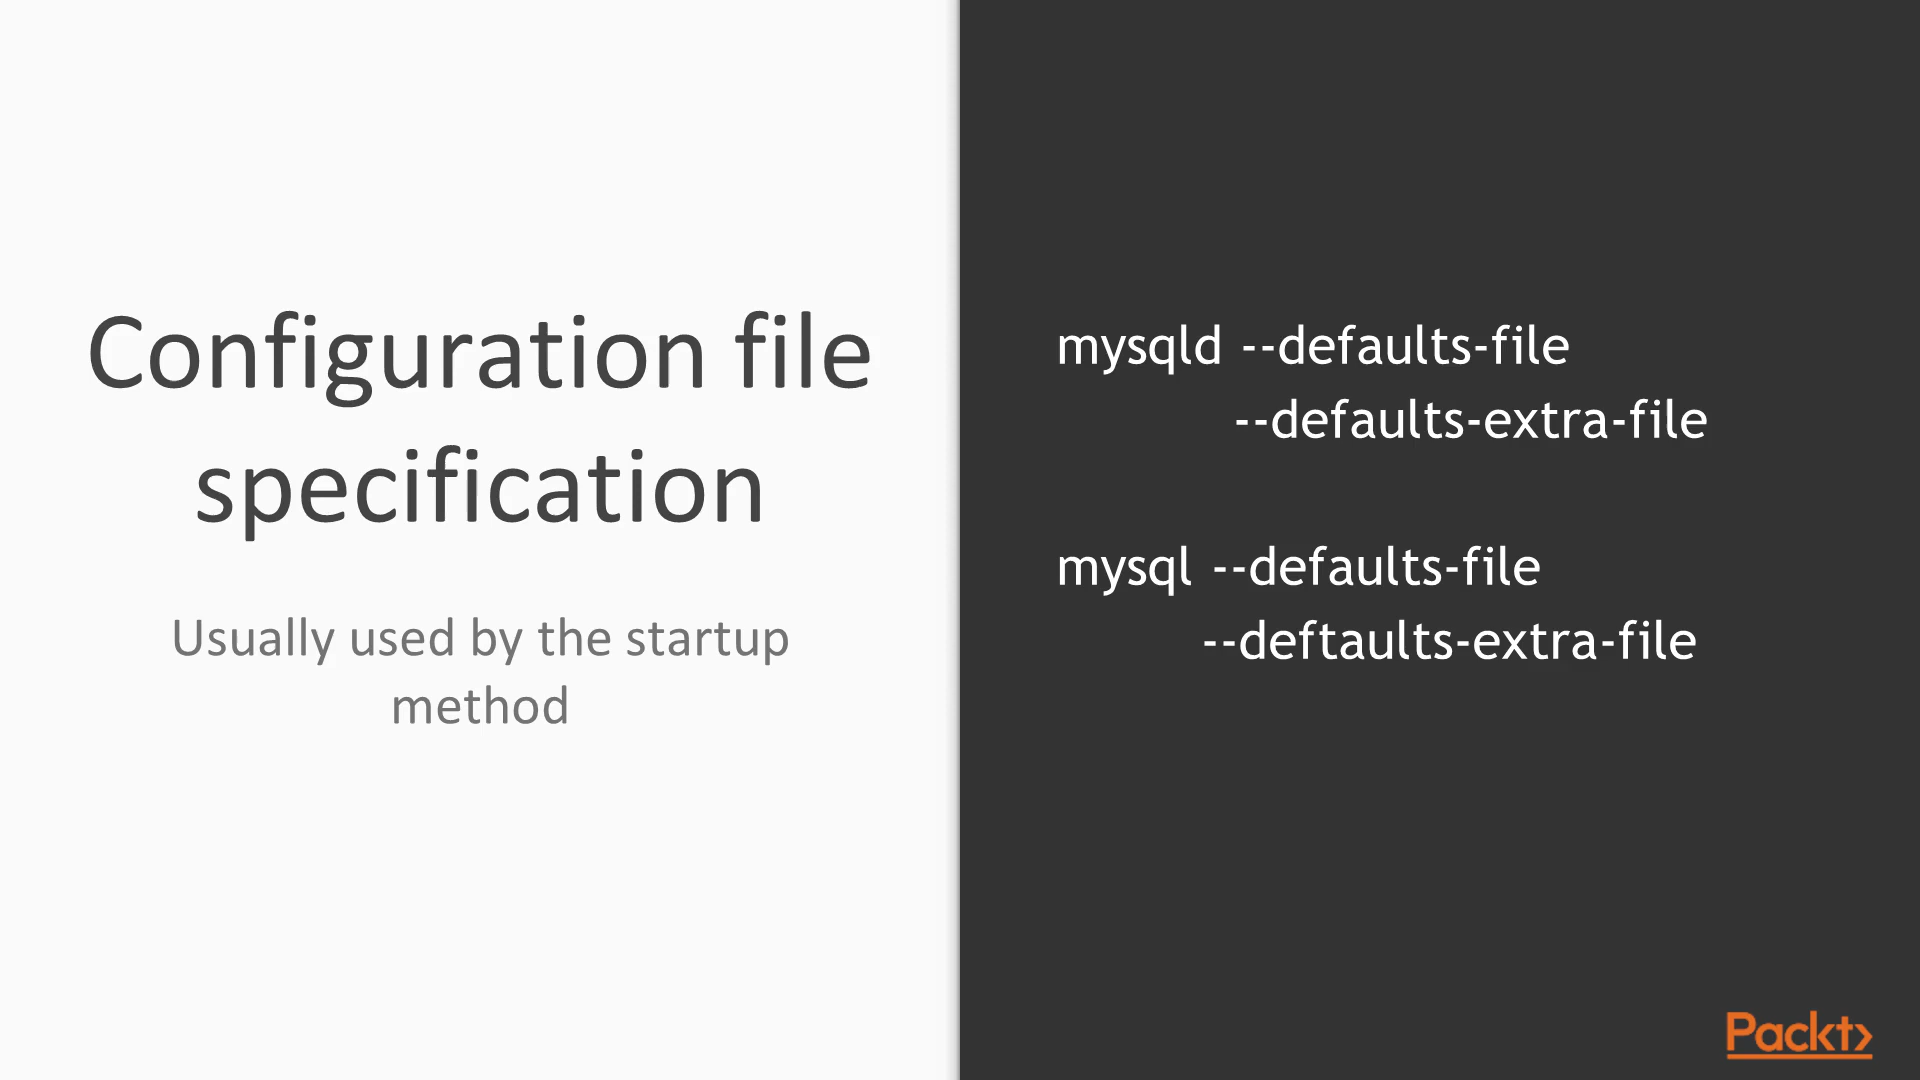 Configuration file
specification
Usually used by the startup
method
mysqld --defaults-file
--defaults-extra-file
mysql --defaults-file
--deftaults-extra-file
Packt>